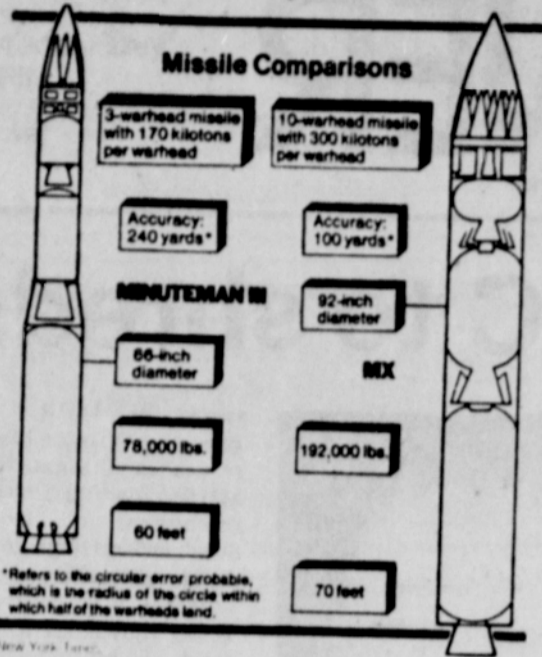 Missile Comparisons
3-warhead missile
with 170 kilotons
per warhead
10-warhead missile
with 300 kilotons
per warhead
Accuracy:
240 yards*
Accuracy:
100 yards*
MINUTEMAN III
92-inch
diameter
66-inch
diameter
MX
78,000 lbs.
192,000 lbs.
60 feet
70 feet
*Refers to the circular error probable,
which is the radius of the circle within
which half of the warheads land.
New York Times